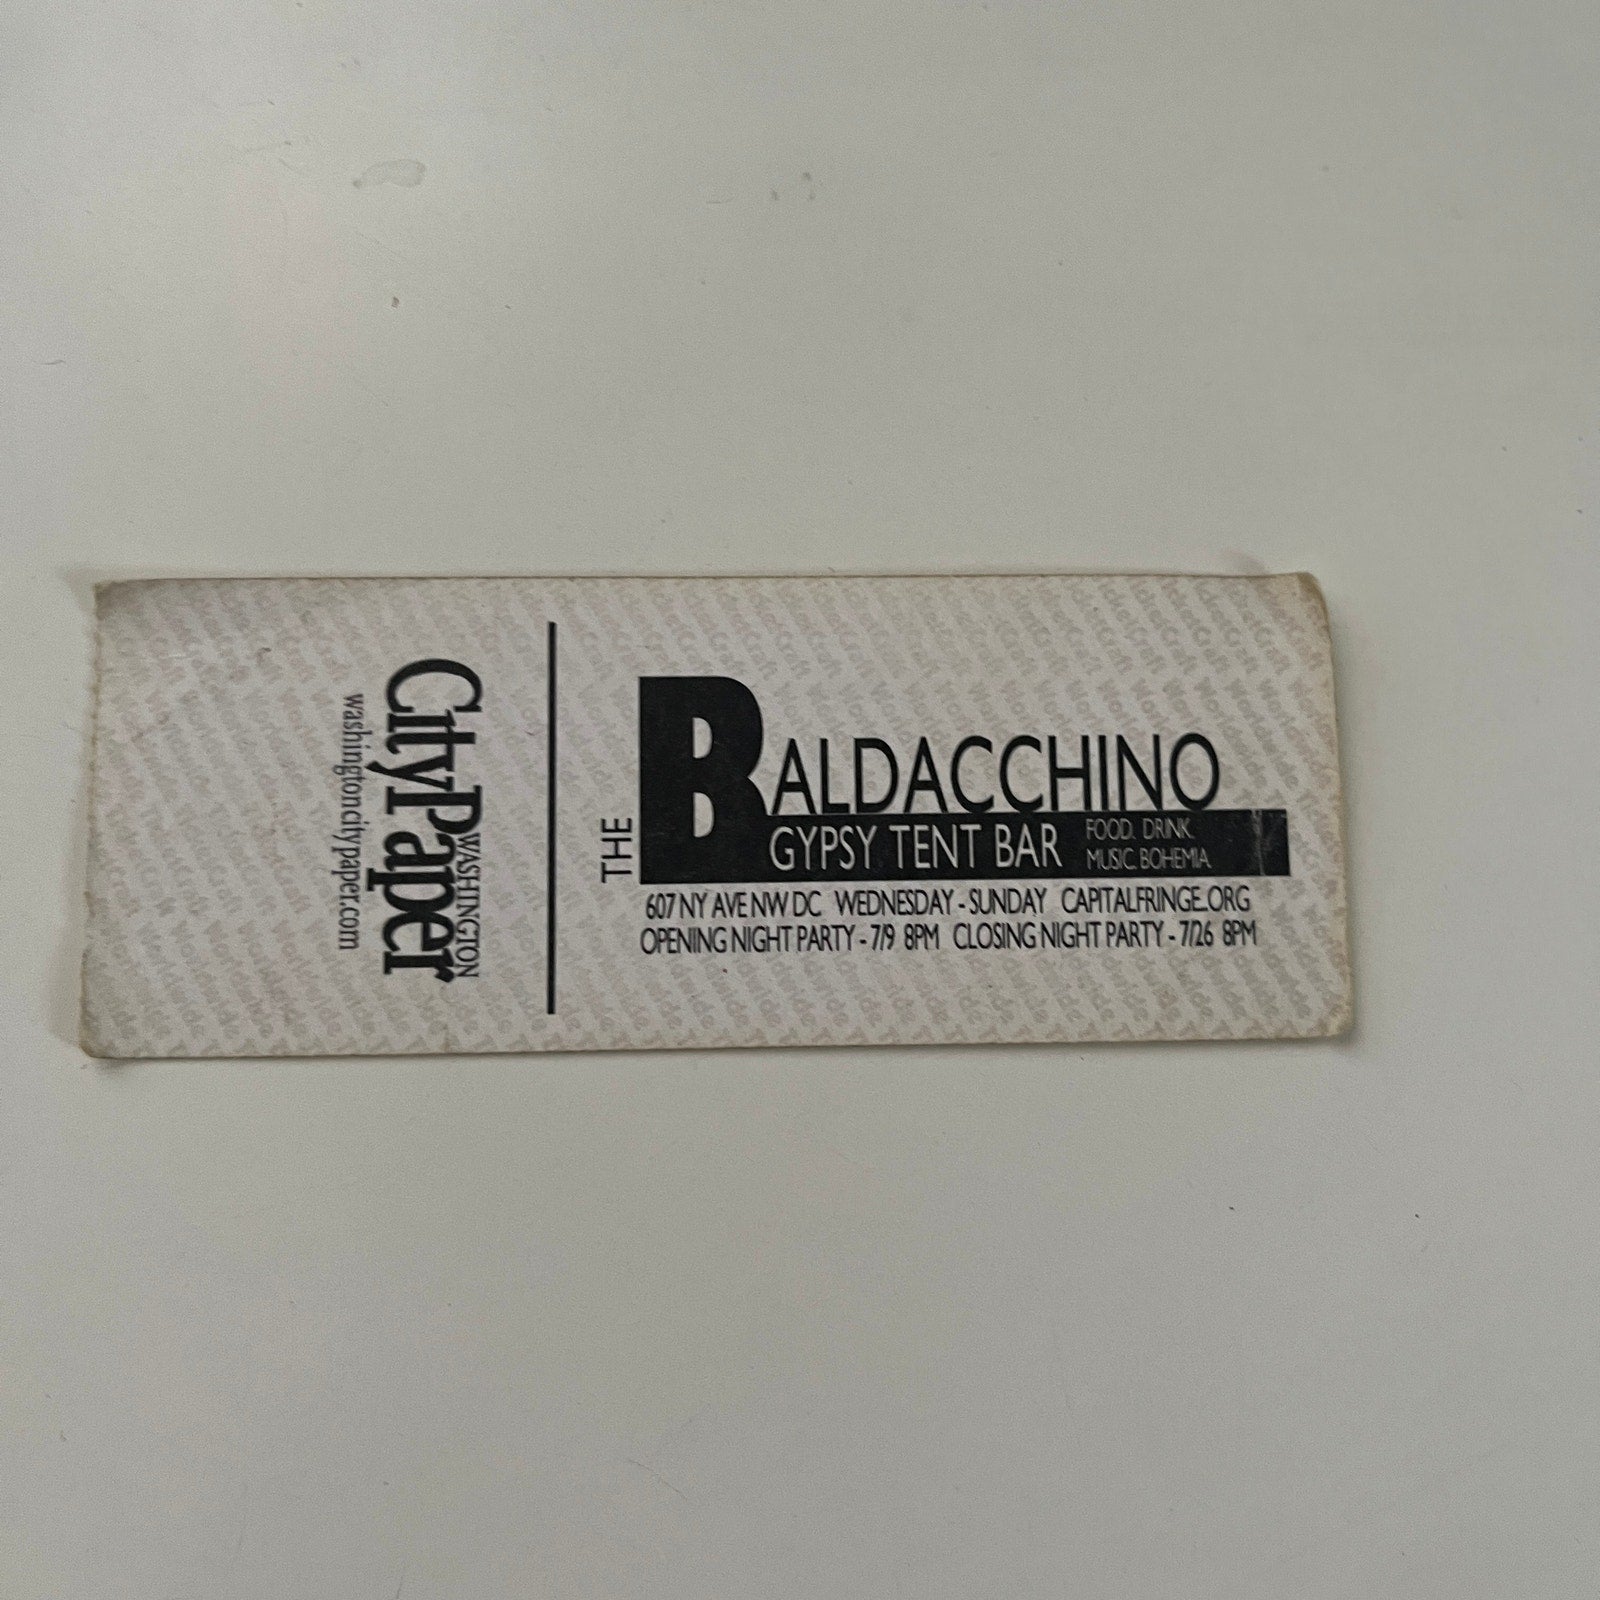 CityPaper
WASHINGTON
washingtoncitypaper.com
THE
BALDACCHINO
GYPSY TENT BAR
FOOD. DRINK.
MUSIC. BOHEMIA.
607 NY AVE NW DC WEDNESDAY - SUNDAY CAPITALFRINGE.ORG
OPENING NIGHT PARTY - 7/9 8PM CLOSING NIGHT PARTY - 7/26 8PM